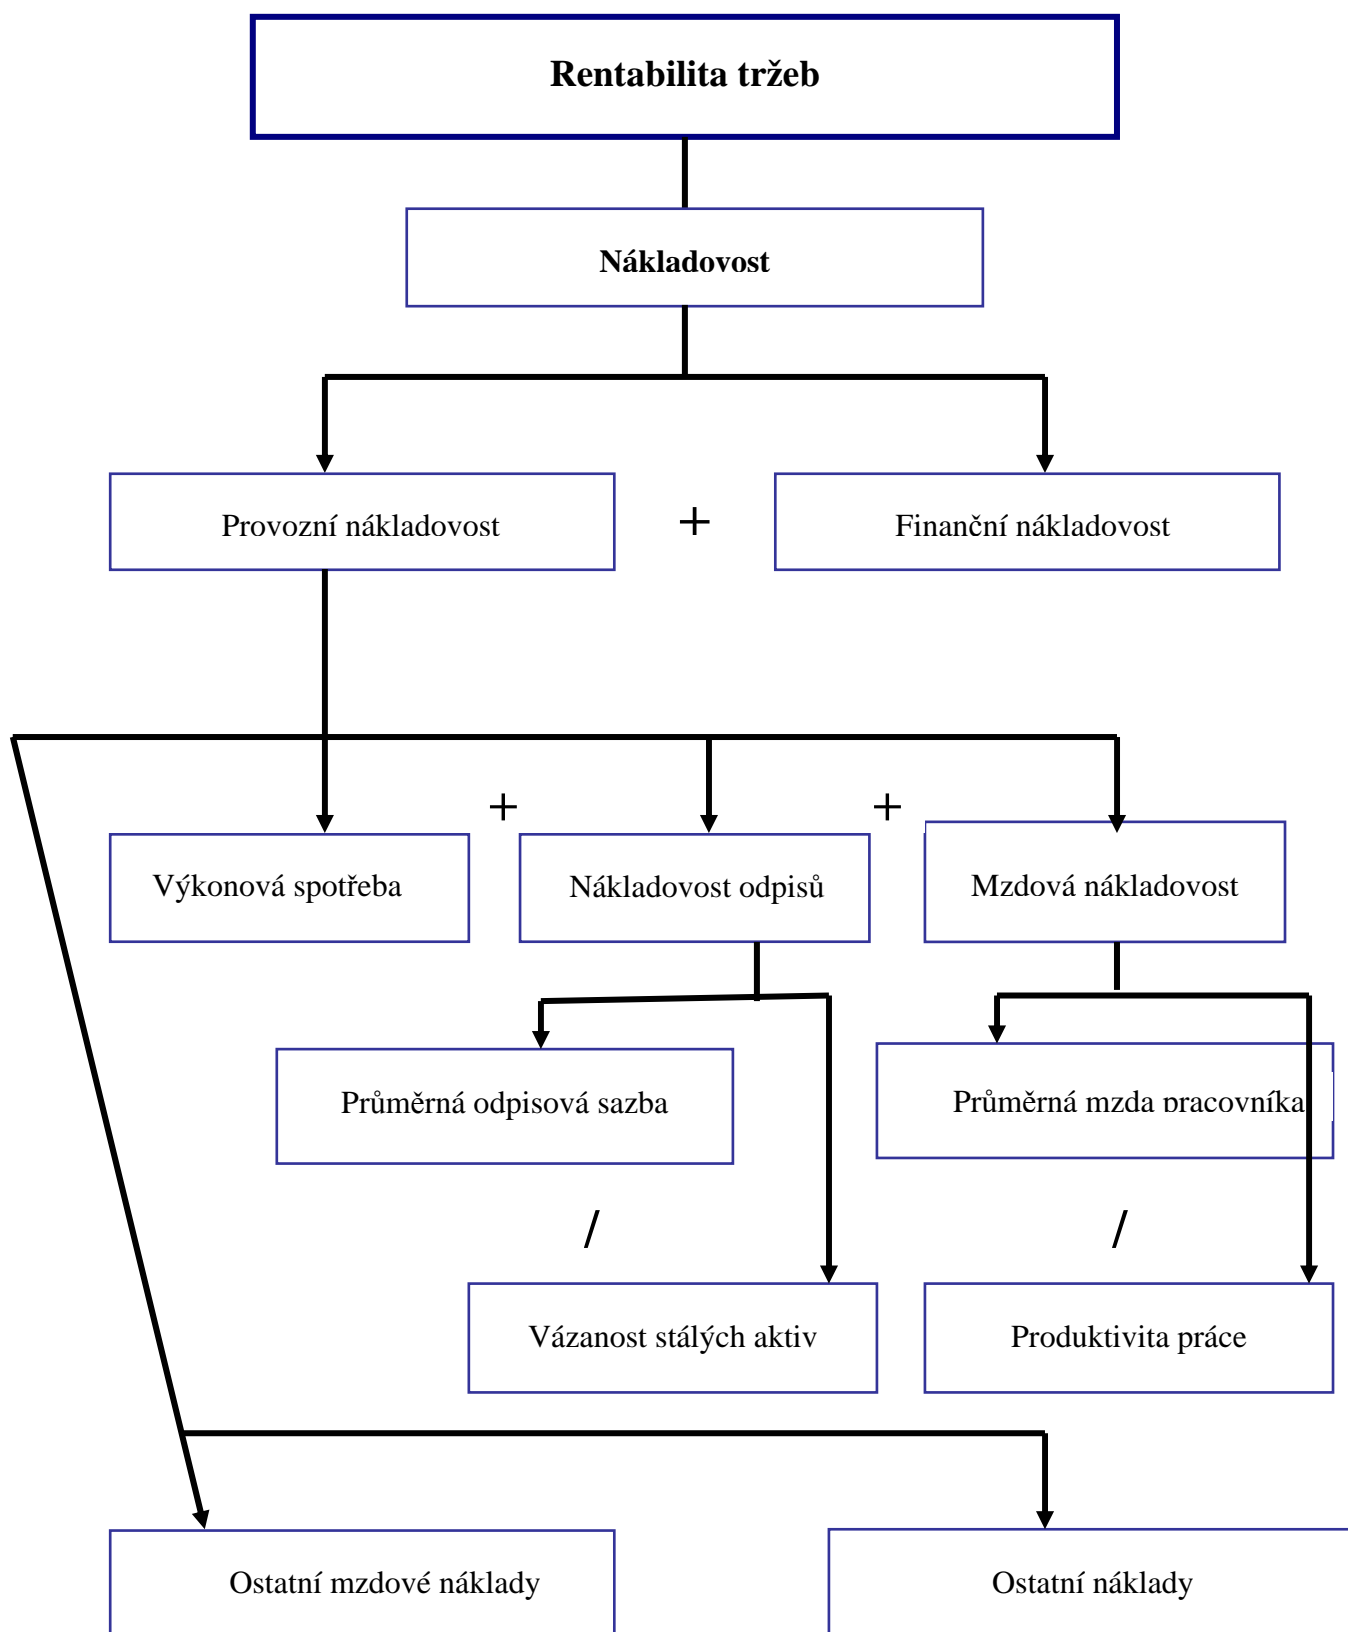 Rentabilita tržeb
Nákladovost
Provozní nákladovost
+
Finanční nákladovost
+
+
Výkonová spotřeba
Nákladovost odpisů
Mzdová nákladovost
Průměrná odpisová sazba
Průměrná mzda pracovníka
/
/
Vázanost stálých aktiv
Produktivita práce
Ostatní mzdové náklady
Ostatní náklady